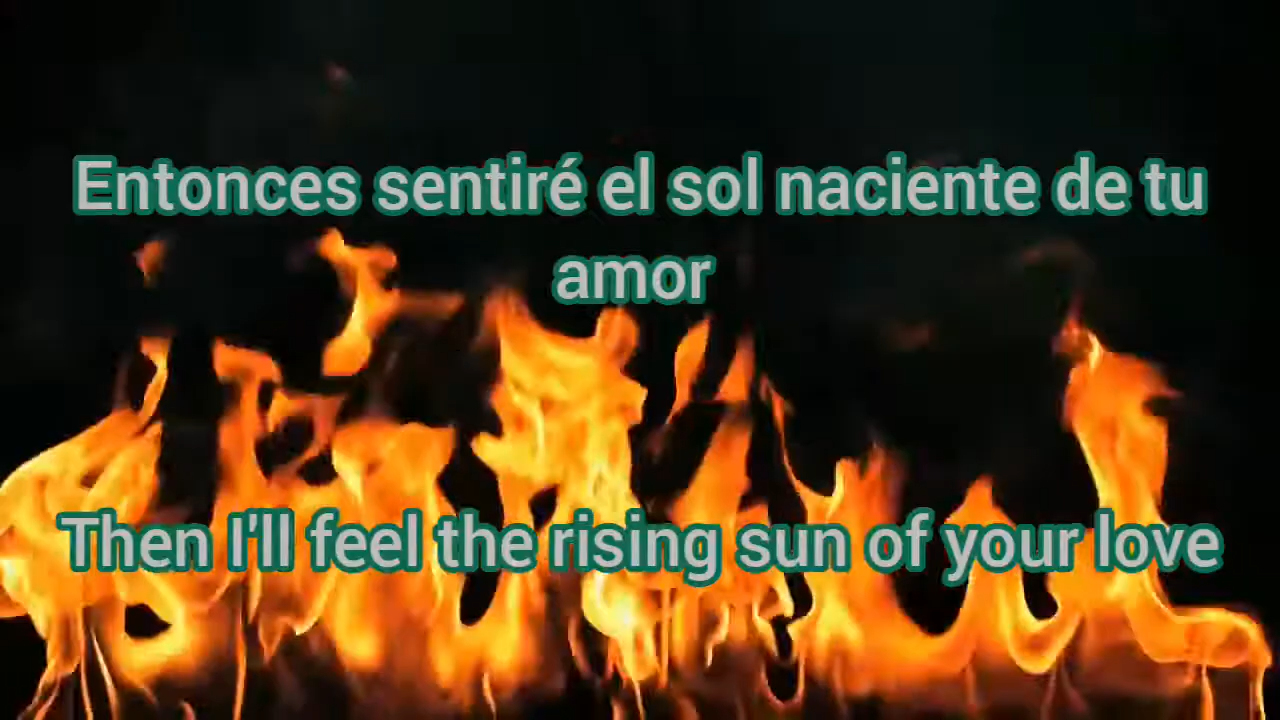 Entonces sentiré el sol naciente de tu
amor
Then I'll feel the rising sun of your love